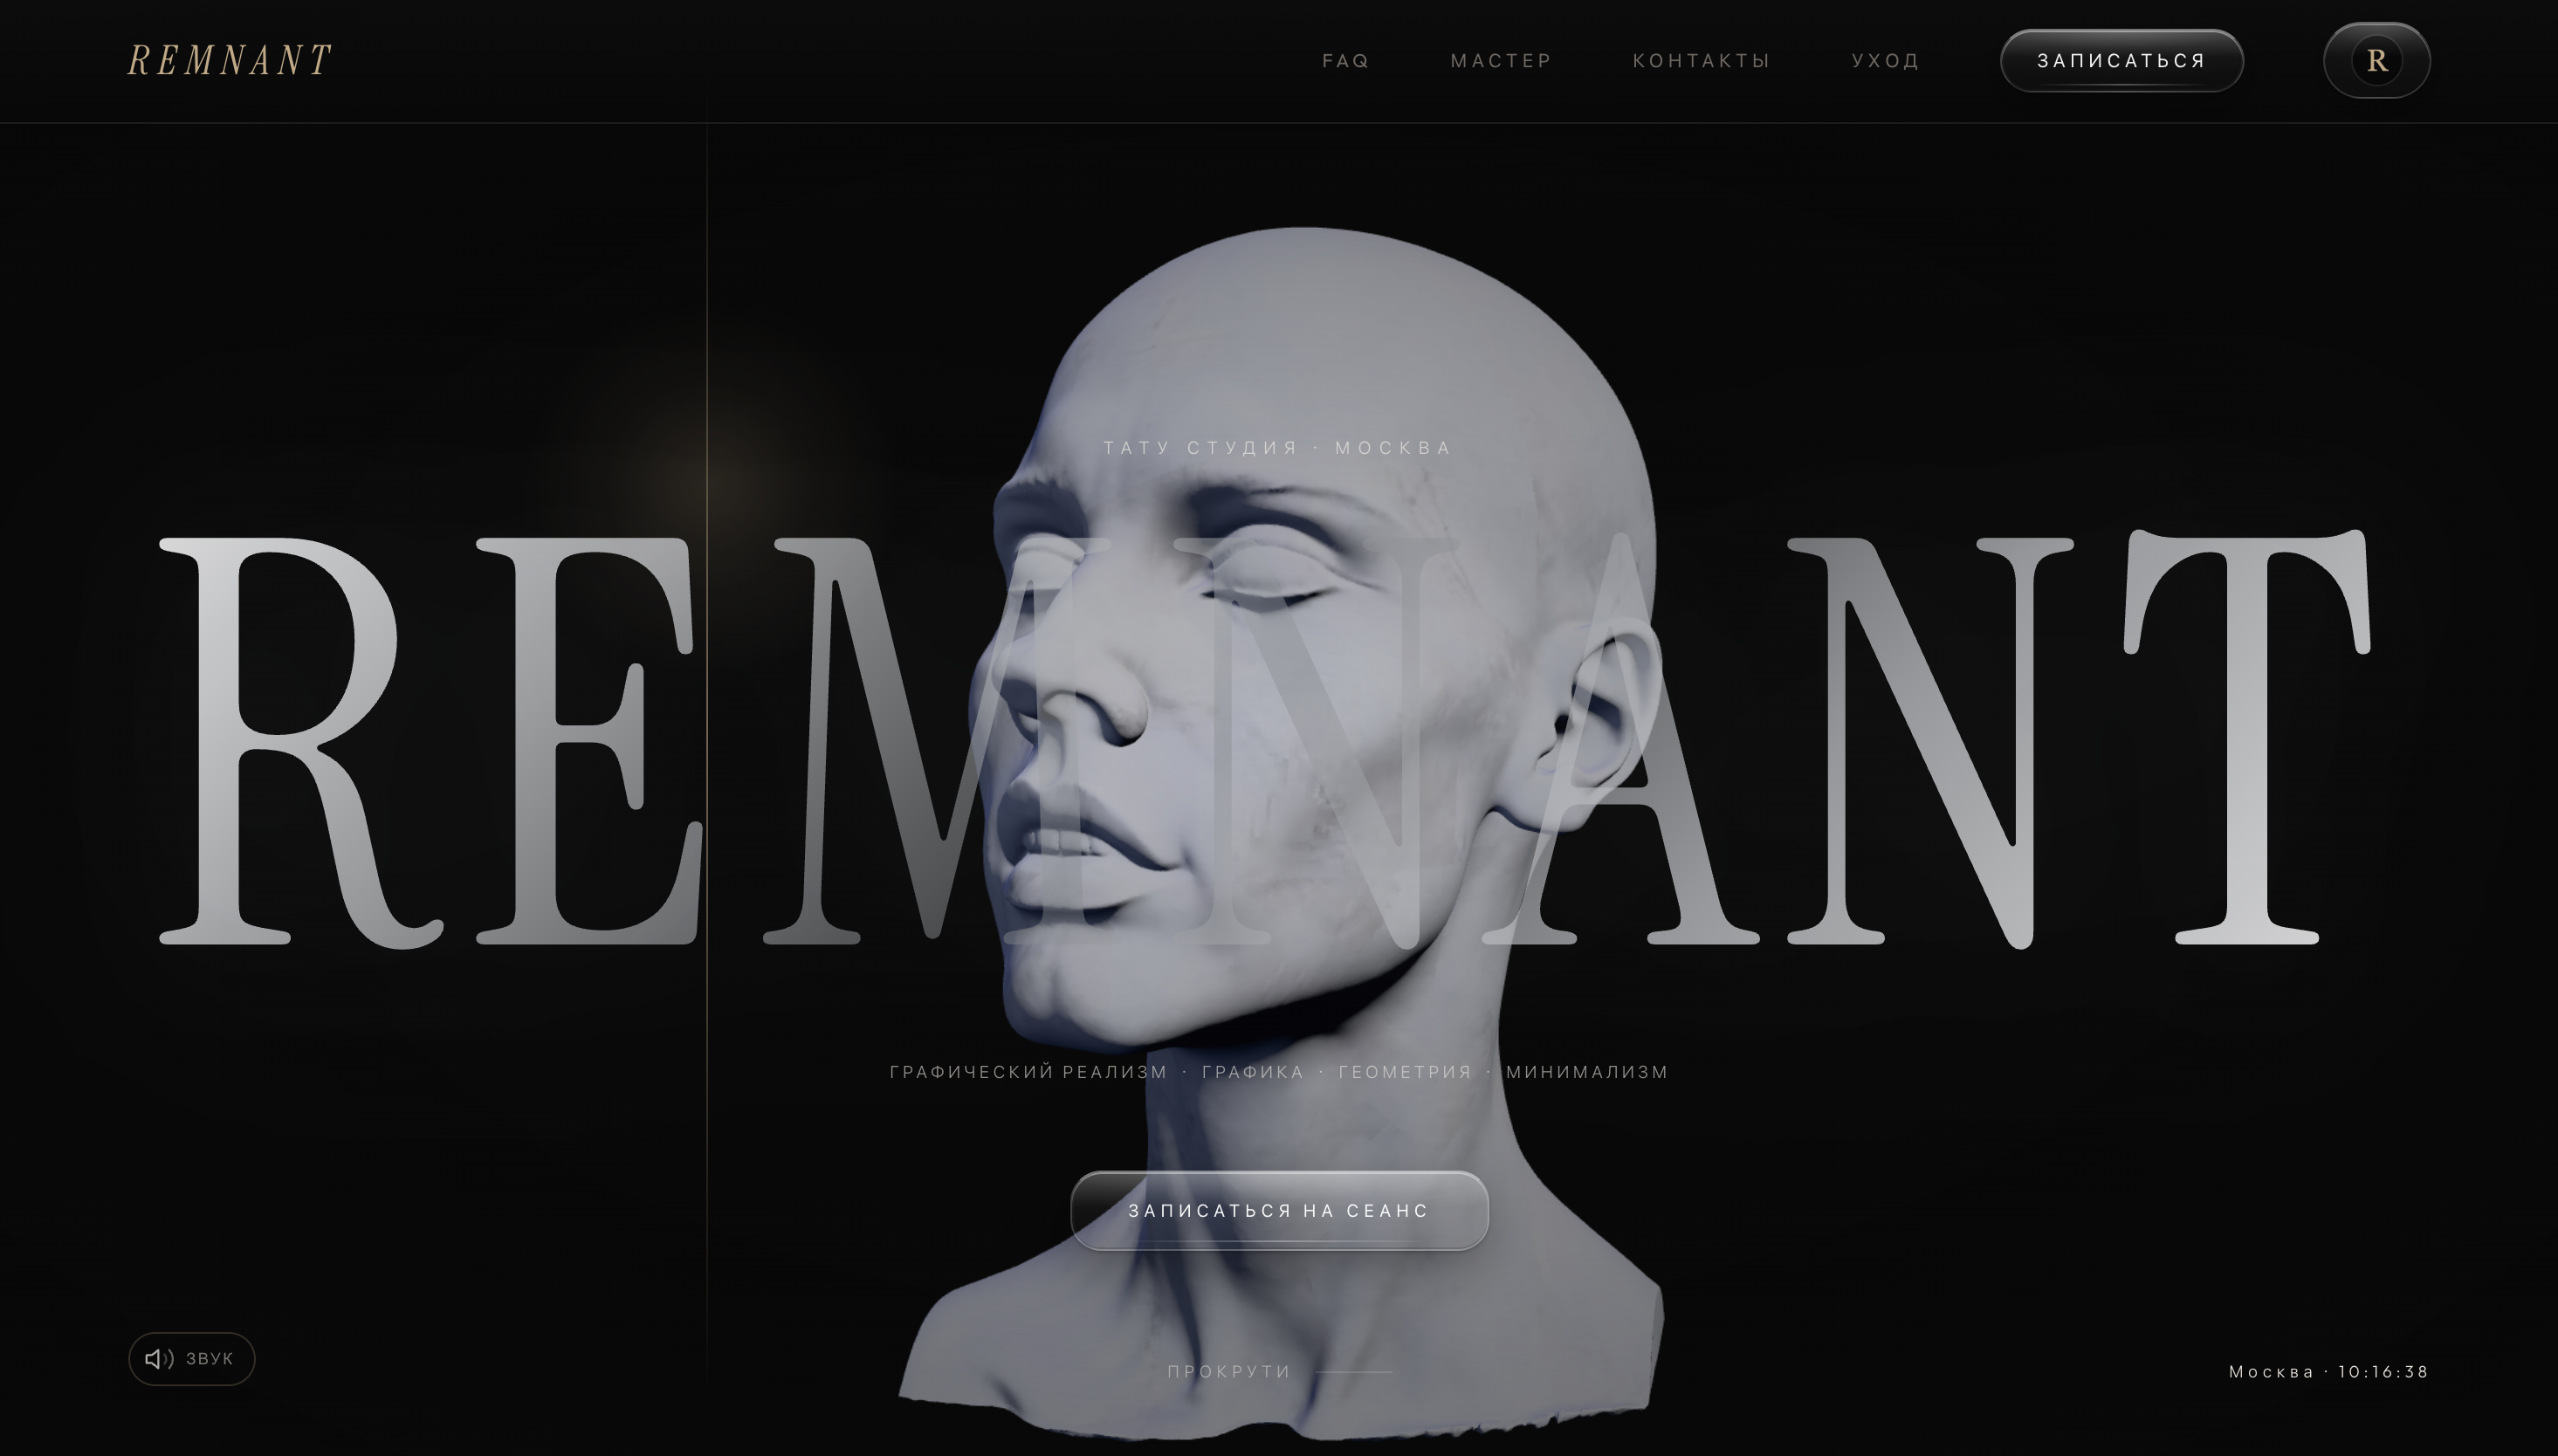 REMNANT
FAQ МАСТЕР КОНТАКТЫ УХОД ЗАПИСАТЬСЯ R
ТАТУ СТУДИЯ · МОСКВА
REMNANT
ГРАФИЧЕСКИЙ РЕАЛИЗМ · ГРАФИКА · ГЕОМЕТРИЯ · МИНИМАЛИЗМ
ЗАПИСАТЬСЯ НА СЕАНС
ЗВУК
ПРОКРУТИ
Москва · 10:16:38